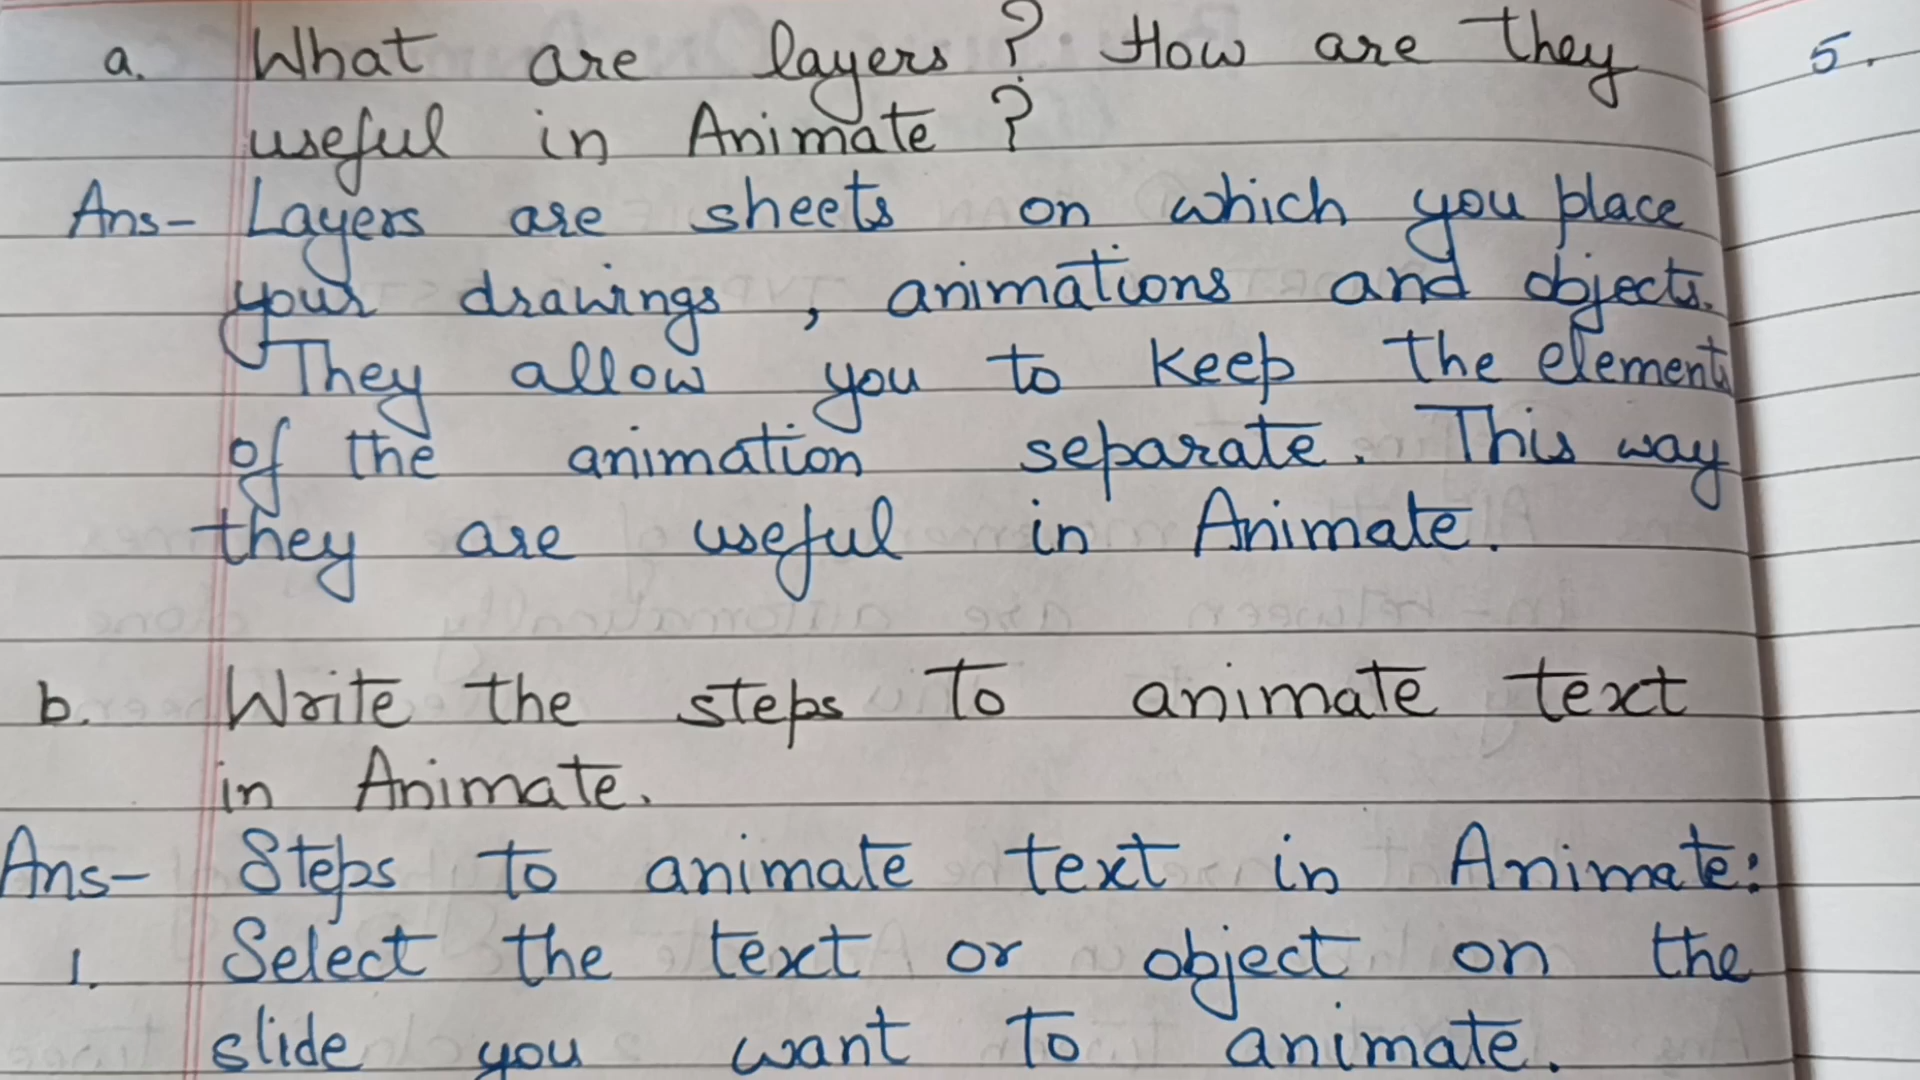 a. What are layers? How are they
useful in Animate?
Ans- Layers are sheets on which you place
your drawings, animations and objects.
They allow you to keep the elements
of the animation separate. This way
they are useful in Animate.
b. Write the steps to animate text
in Animate.
Ans- Steps to animate text in Animate:
1. Select the text or object on the
slide you want to animate.
5.